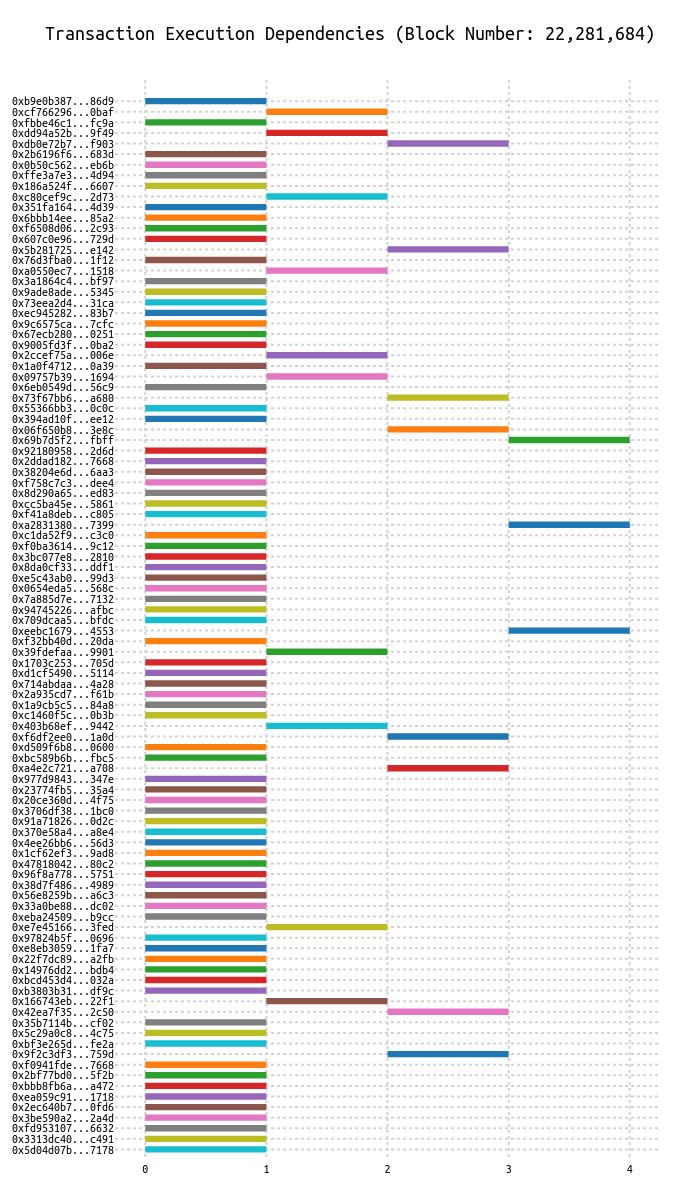 Transaction Execution Dependencies (Block Number: 22,281,684)
0xb9e0b387...86d9
0xcf766296...0baf
0xfbbe46c1...fc9a
0xdd94a52b...9f49
0xdb0e72b7...f903
0x2b6196f6...683d
0x0b50c562...eb6b
0xffe3a7e3...4d94
0x186a524f...6607
0xc80cef9c...2d73
0x351fa164...4d39
0x6bbb14ee...85a2
0xf6508d06...2c93
0x607c0e96...729d
0x5b281725...e142
0x76d3fba0...1f12
0xa0550ec7...1518
0x3a1864c4...bf97
0x9ade8ade...5345
0x73eea2d4...31ca
0xec945282...83b7
0x9c6575ca...7cfc
0x67ecb280...0251
0x9005fd3f...0ba2
0x2ccef75a...006e
0x1a0f4712...0a39
0x09757b39...1694
0x6eb0549d...56c9
0x73f67bb6...a680
0x55366bb3...0c0c
0x394ad10f...ee12
0x06f650b8...3e8c
0x69b7d5f2...fbff
0x92180958...2d6d
0x2ddad182...7668
0x38204e6d...6aa3
0xf758c7c3...dee4
0x8d290a65...ed83
0xcc5ba45e...5861
0xf41a8deb...c805
0xa2831380...7399
0xc1da52f9...c3c0
0xf0ba3614...9c12
0x3bc077e8...2810
0x8da0cf33...ddf1
0xe5c43ab0...99d3
0x0654eda5...568c
0x7a885d7e...7132
0x94745226...afbc
0x709dcaa5...bfdc
0xeebc1679...4553
0xf32bb40d...20da
0x39fdefaa...9901
0x1703c253...705d
0xd1cf5490...5114
0x714abdaa...4a28
0x2a935cd7...f61b
0x1a9cb5c5...84a8
0xc1460f5c...0b3b
0x403b68ef...9442
0xf6df2ee0...1a0d
0xd509f6b8...0600
0xbc589b6b...fbc5
0xa4e2c721...a708
0x977d9843...347e
0x23774fb5...35a4
0x20ce360d...4f75
0x3706df38...1bc0
0x91a71826...0d2c
0x370e58a4...a8e4
0x4ee26bb6...56d3
0x1cf62ef3...9ad8
0x47818042...80c2
0x96f8a778...5751
0x38d7f486...4989
0x56e8259b...a6c3
0x33a0be88...dc02
0xeba24509...b9cc
0xe7e45166...3fed
0x97824b5f...0696
0xe8eb3059...1fa7
0x22f7dc89...a2fb
0x14976dd2...bdb4
0xbcd453d4...032a
0xb3803b31...df9c
0x166743eb...22f1
0x42ea7f35...2c50
0x35b7114b...cf02
0x5c29a0c8...4c75
0xbf3e265d...fe2a
0x9f2c3df3...759d
0xf0941fde...7668
0x2bf77bd0...5f2b
0xbbb8fb6a...a472
0xea059c91...1718
0x2ec640b7...0fd6
0x3be590a2...2a4d
0xfd953107...6632
0x3313dc40...c491
0x5d04d07b...7178
0 1 2 3 4